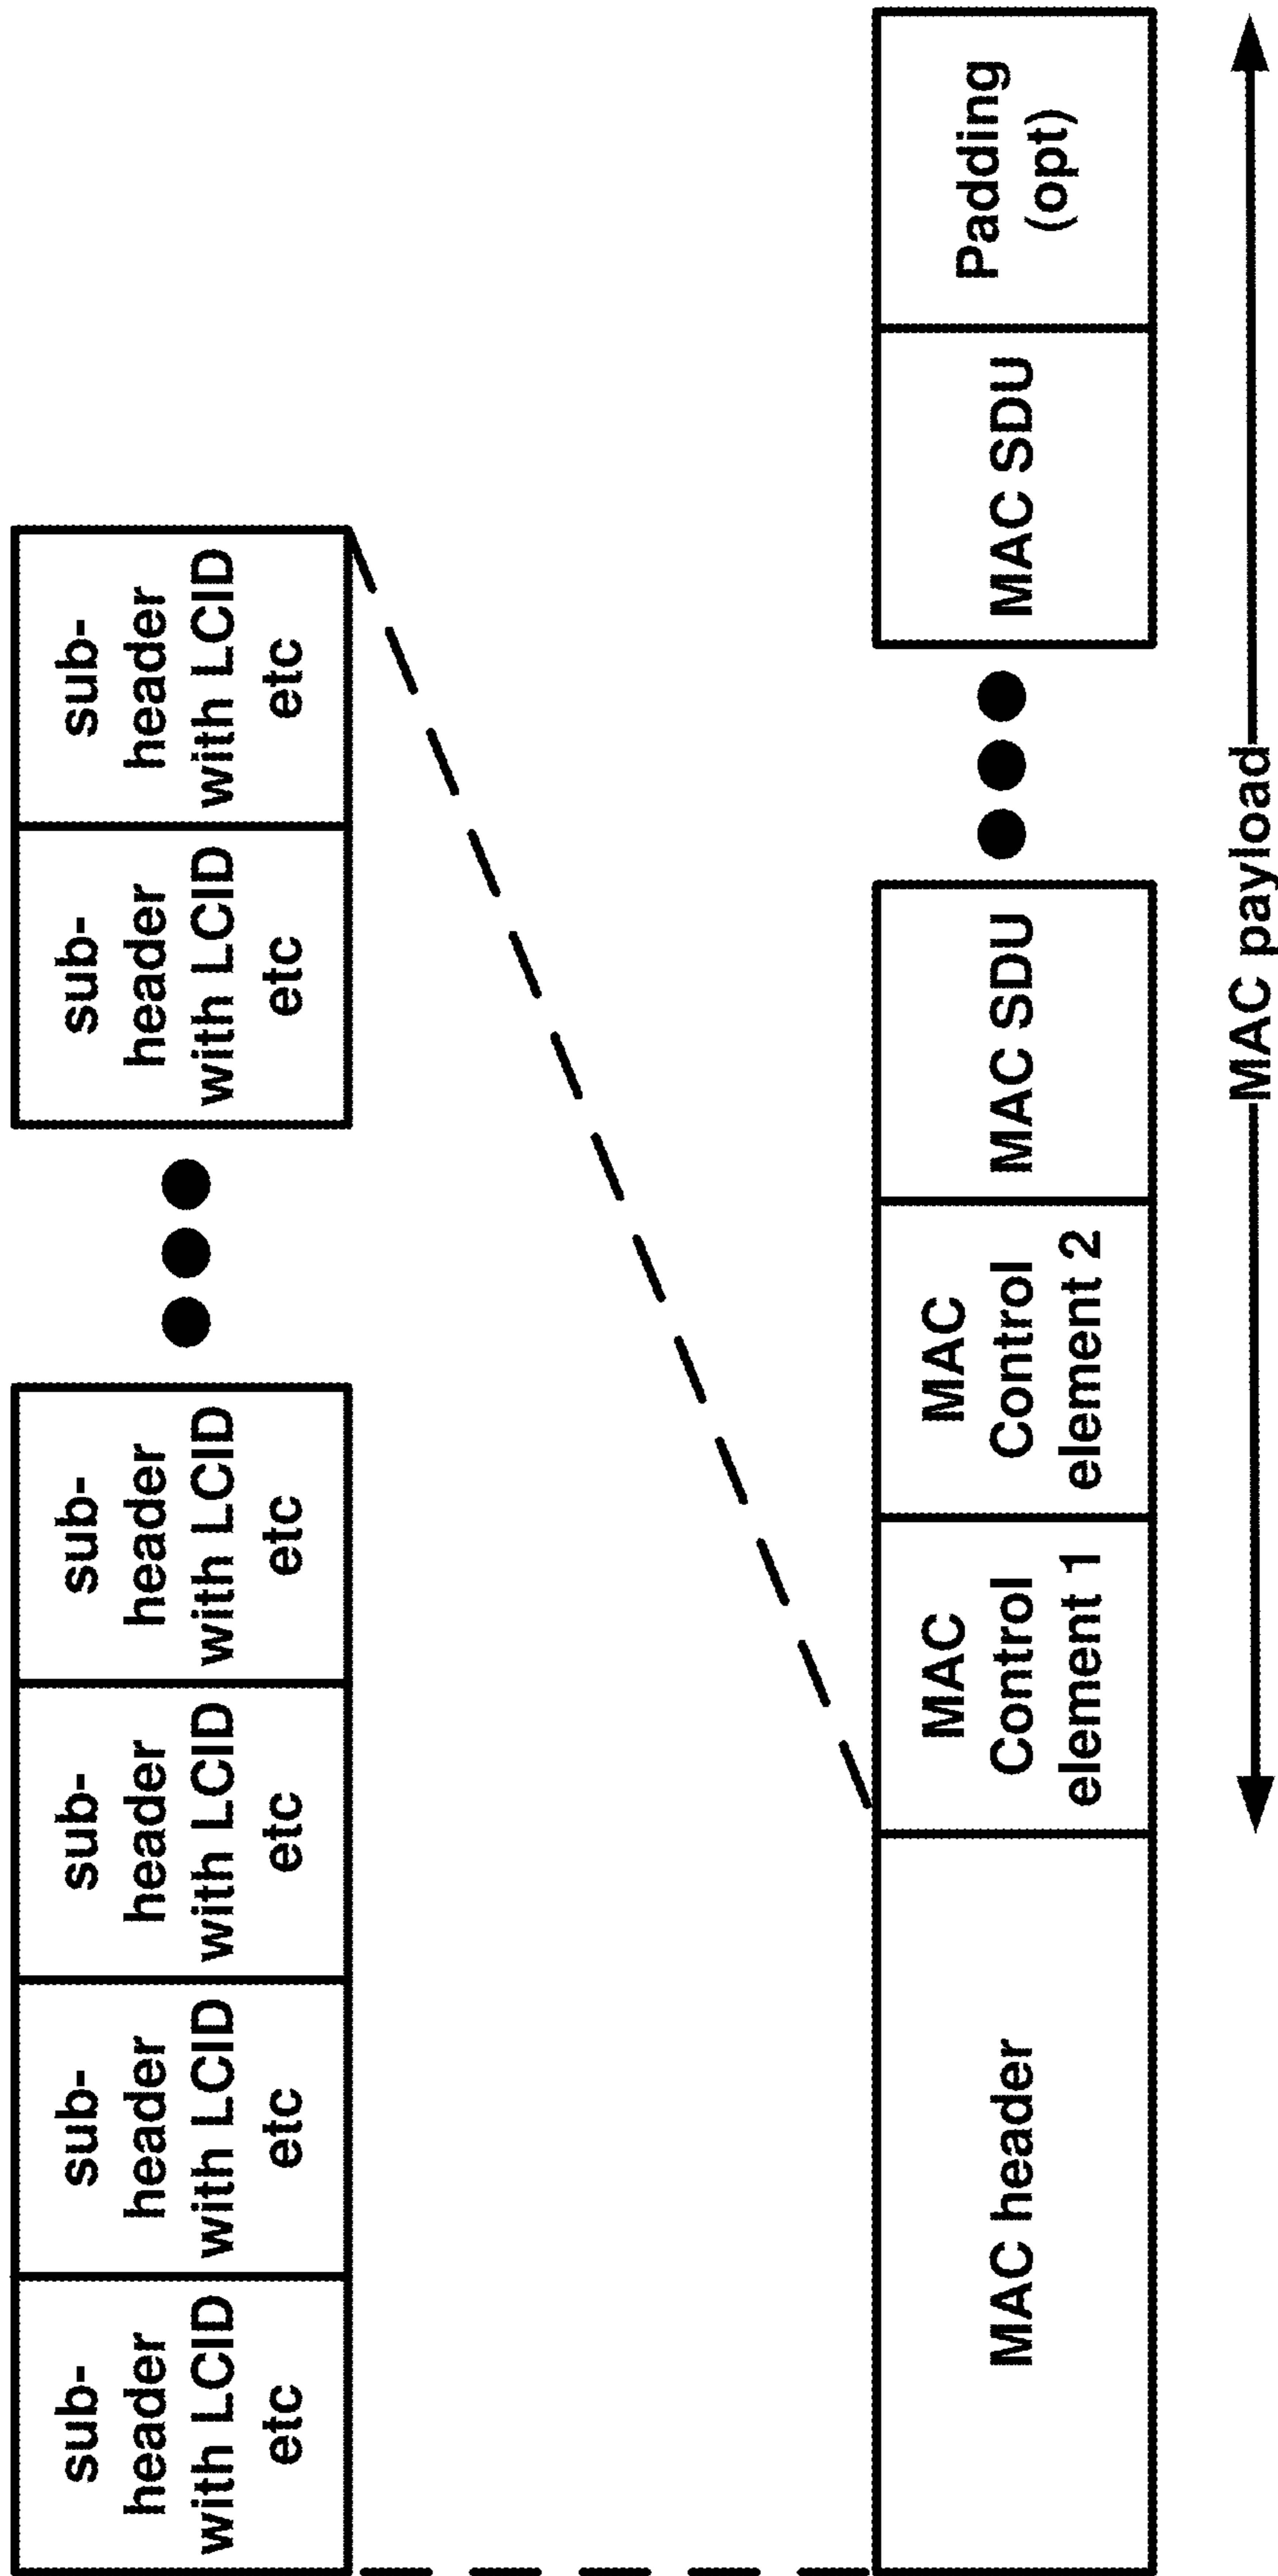 sub-
header
with LCID
etc
sub-
header
with LCID
etc
sub-
header
with LCID
etc
sub-
header
with LCID
etc
sub-
header
with LCID
etc
sub-
header
with LCID
etc
MAC header
MAC
Control
element 1
MAC
Control
element 2
MAC SDU
MAC SDU
Padding
(opt)
MAC payload